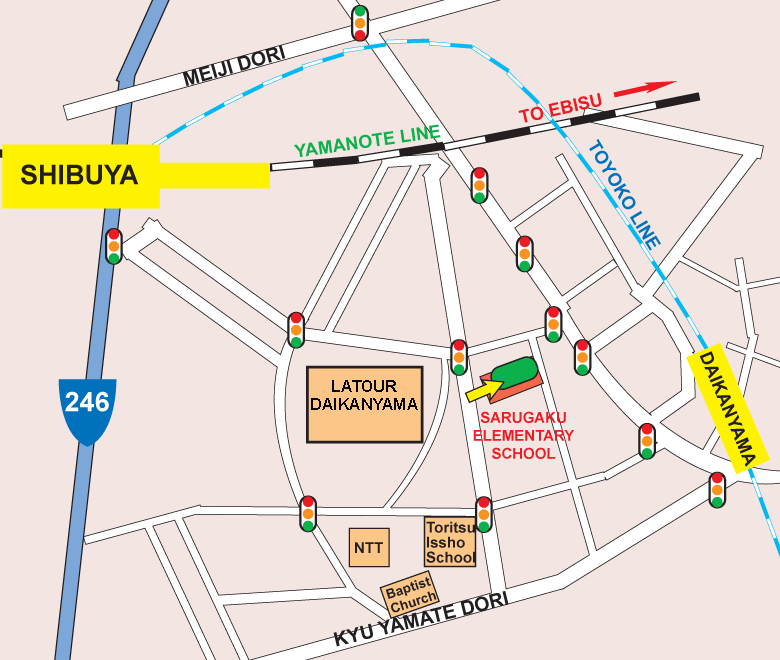 MEIJI DORI
TO EBISU
YAMANOTE LINE
SHIBUYA
TOYOKO LINE
LATOUR
DAIKANYAMA
246
SARUGAKU
ELEMENTARY
SCHOOL
DAIKANYAMA
NTT
Toritsu
Issho
School
Baptist
Church
KYU YAMATE DORI